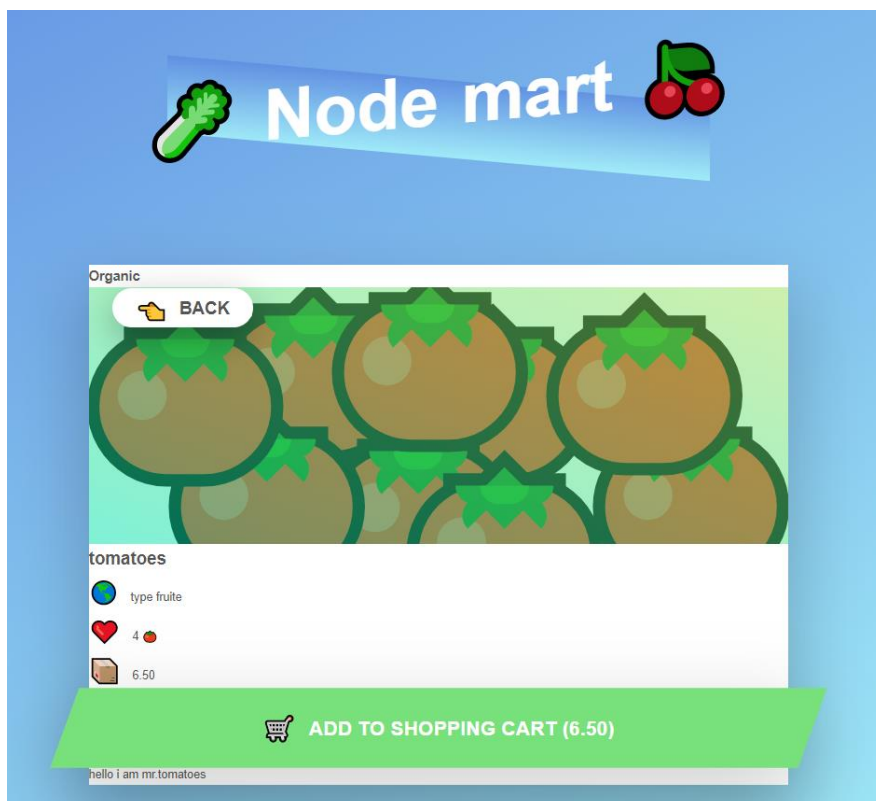 Node mart
Organic
BACK
tomatoes
type fruite
4
6.50
ADD TO SHOPPING CART (6.50)
hello i am mr.tomatoes